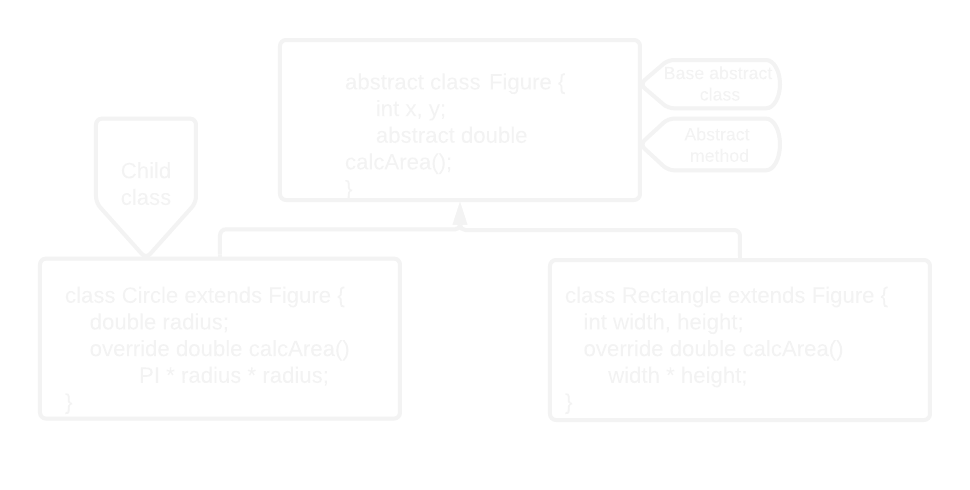 abstract class Figure {
int x, y;
abstract double
calcArea();
}
Base abstract
class
Abstract
method
Child
class
class Circle extends Figure {
double radius;
override double calcArea()
PI * radius * radius;
}
class Rectangle extends Figure {
int width, height;
override double calcArea()
width * height;
}